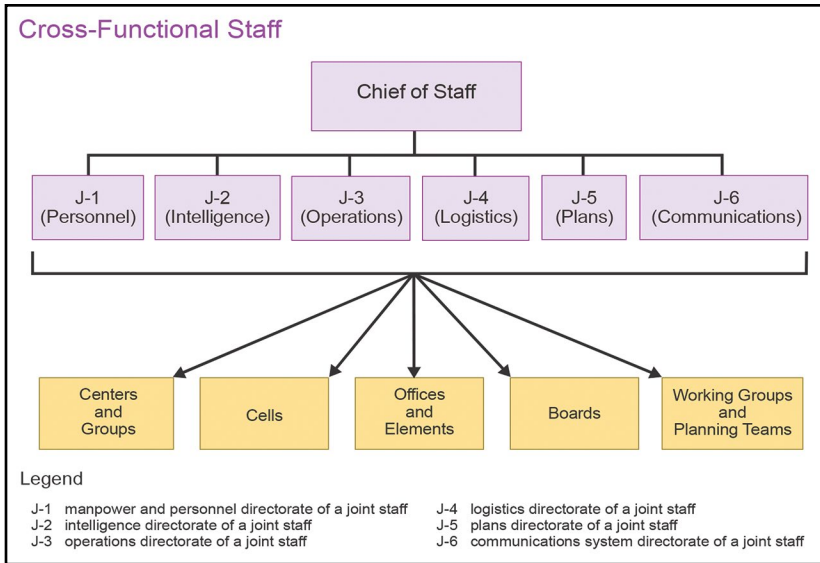 Cross-Functional Staff
Chief of Staff
J-1
(Personnel)
J-2
(Intelligence)
J-3
(Operations)
J-4
(Logistics)
J-5
(Plans)
J-6
(Communications)
Centers
and
Groups
Cells
Offices
and
Elements
Boards
Working Groups
and
Planning Teams
Legend
J-1 manpower and personnel directorate of a joint staff
J-2 intelligence directorate of a joint staff
J-3 operations directorate of a joint staff
J-4 logistics directorate of a joint staff
J-5 plans directorate of a joint staff
J-6 communications system directorate of a joint staff